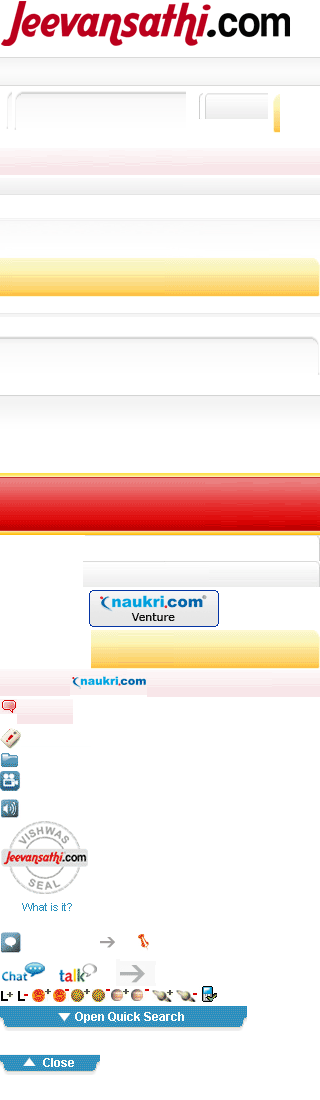 Jeevansathi.com
naukri.com
Venture
naukri.com
VISHWAS
Jeevansathi.com
SEAL
What is it?
Chat talk
L+ L-
Open Quick Search
Close